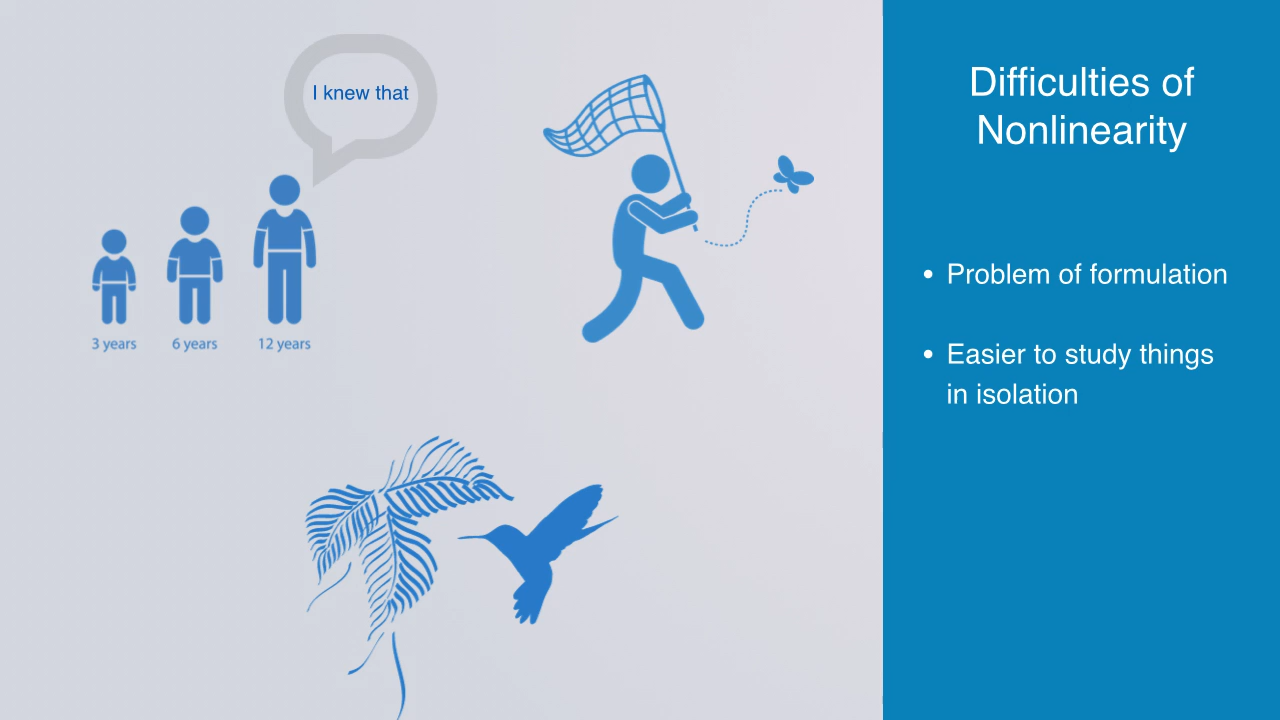 I knew that
3 years
6 years
12 years
Difficulties of
Nonlinearity
• Problem of formulation
• Easier to study things
in isolation